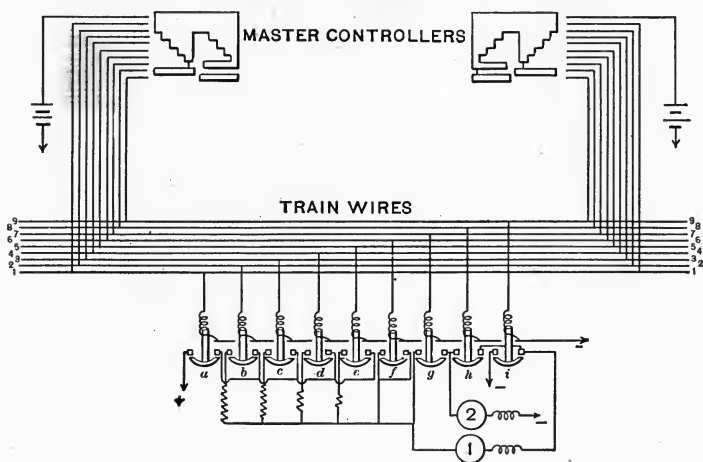 MASTER CONTROLLERS
TRAIN WIRES
9 9
8 8
7 7
6 6
5 5
4 4
3 3
2 2
1 1
a b c d e f g h i
+ − − −
2
1